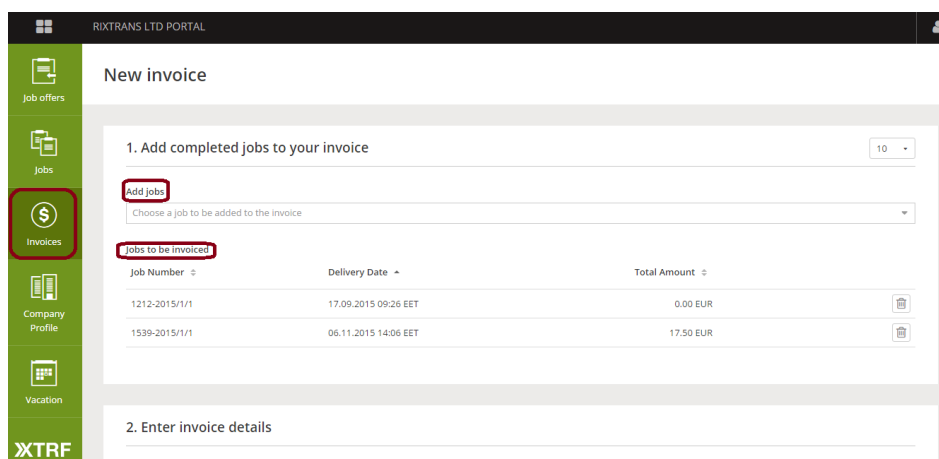 RIXTRANS LTD PORTAL
Job offers
Jobs
Invoices
Company
Profile
Vacation
XTRF
New invoice
1. Add completed jobs to your invoice
10
Add jobs
Choose a job to be added to the invoice
Jobs to be invoiced
Job Number Delivery Date Total Amount
1212-2015/1/1 17.09.2015 09:26 EET 0.00 EUR
1539-2015/1/1 06.11.2015 14:06 EET 17.50 EUR
2. Enter invoice details